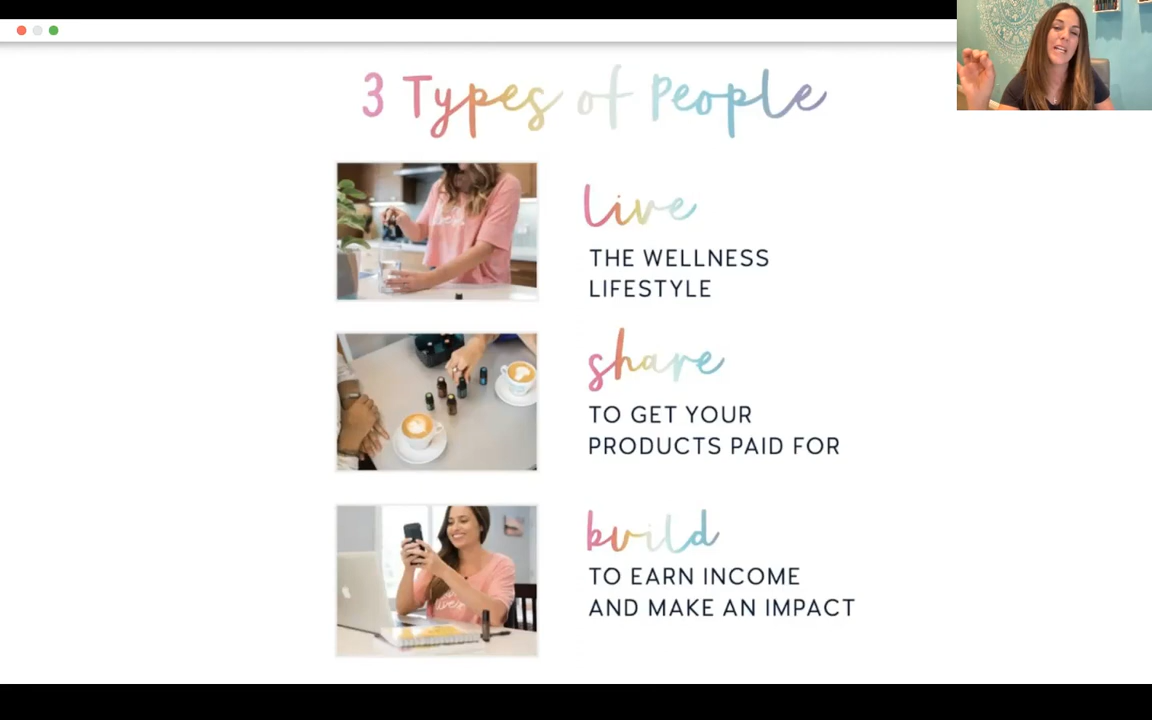 3 Types of People
live
THE WELLNESS
LIFESTYLE
share
TO GET YOUR
PRODUCTS PAID FOR
build
TO EARN INCOME
AND MAKE AN IMPACT